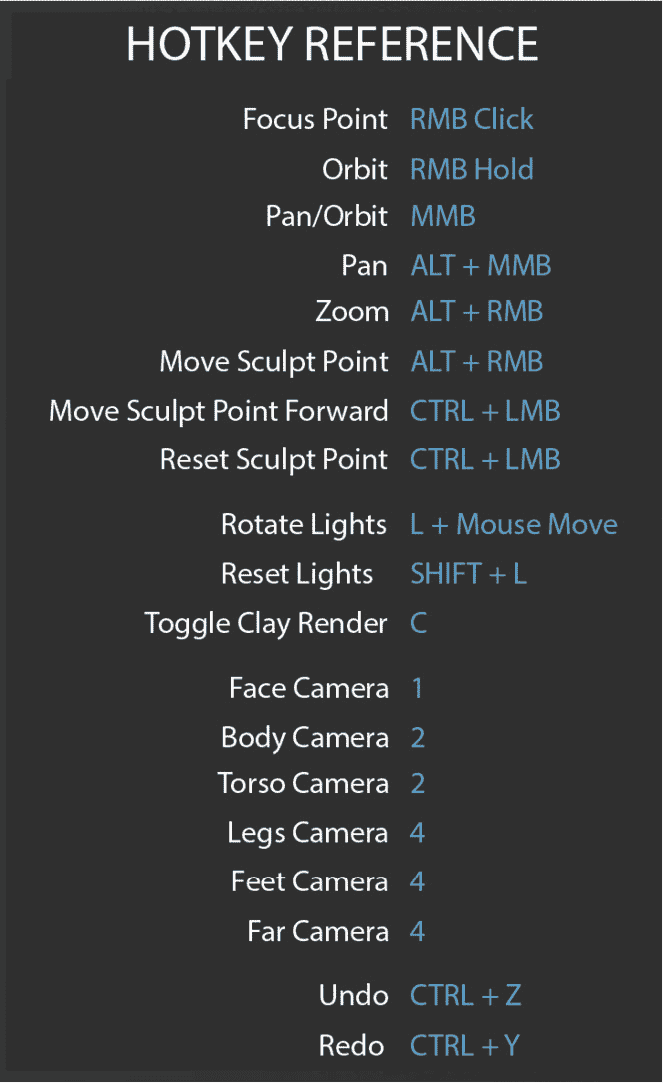 HOTKEY REFERENCE
Focus Point RMB Click
Orbit RMB Hold
Pan/Orbit MMB
Pan ALT + MMB
Zoom ALT + RMB
Move Sculpt Point ALT + RMB
Move Sculpt Point Forward CTRL + LMB
Reset Sculpt Point CTRL + LMB
Rotate Lights L + Mouse Move
Reset Lights SHIFT + L
Toggle Clay Render C
Face Camera 1
Body Camera 2
Torso Camera 2
Legs Camera 4
Feet Camera 4
Far Camera 4
Undo CTRL + Z
Redo CTRL + Y